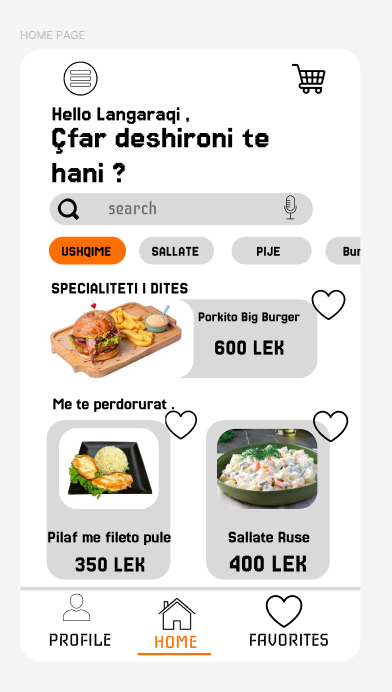 HOME PAGE
Hello Langaraqi ,
Çfar deshironi te
hani ?
search
USHQIME SALLATE PIJE Bur
SPECIALITETI I DITES
Porkito Big Burger
600 LEK
Me te perdorurat .
Pilaf me fileto pule Sallate Ruse
350 LEK 400 LEK
PROFILE HOME FAVORITES